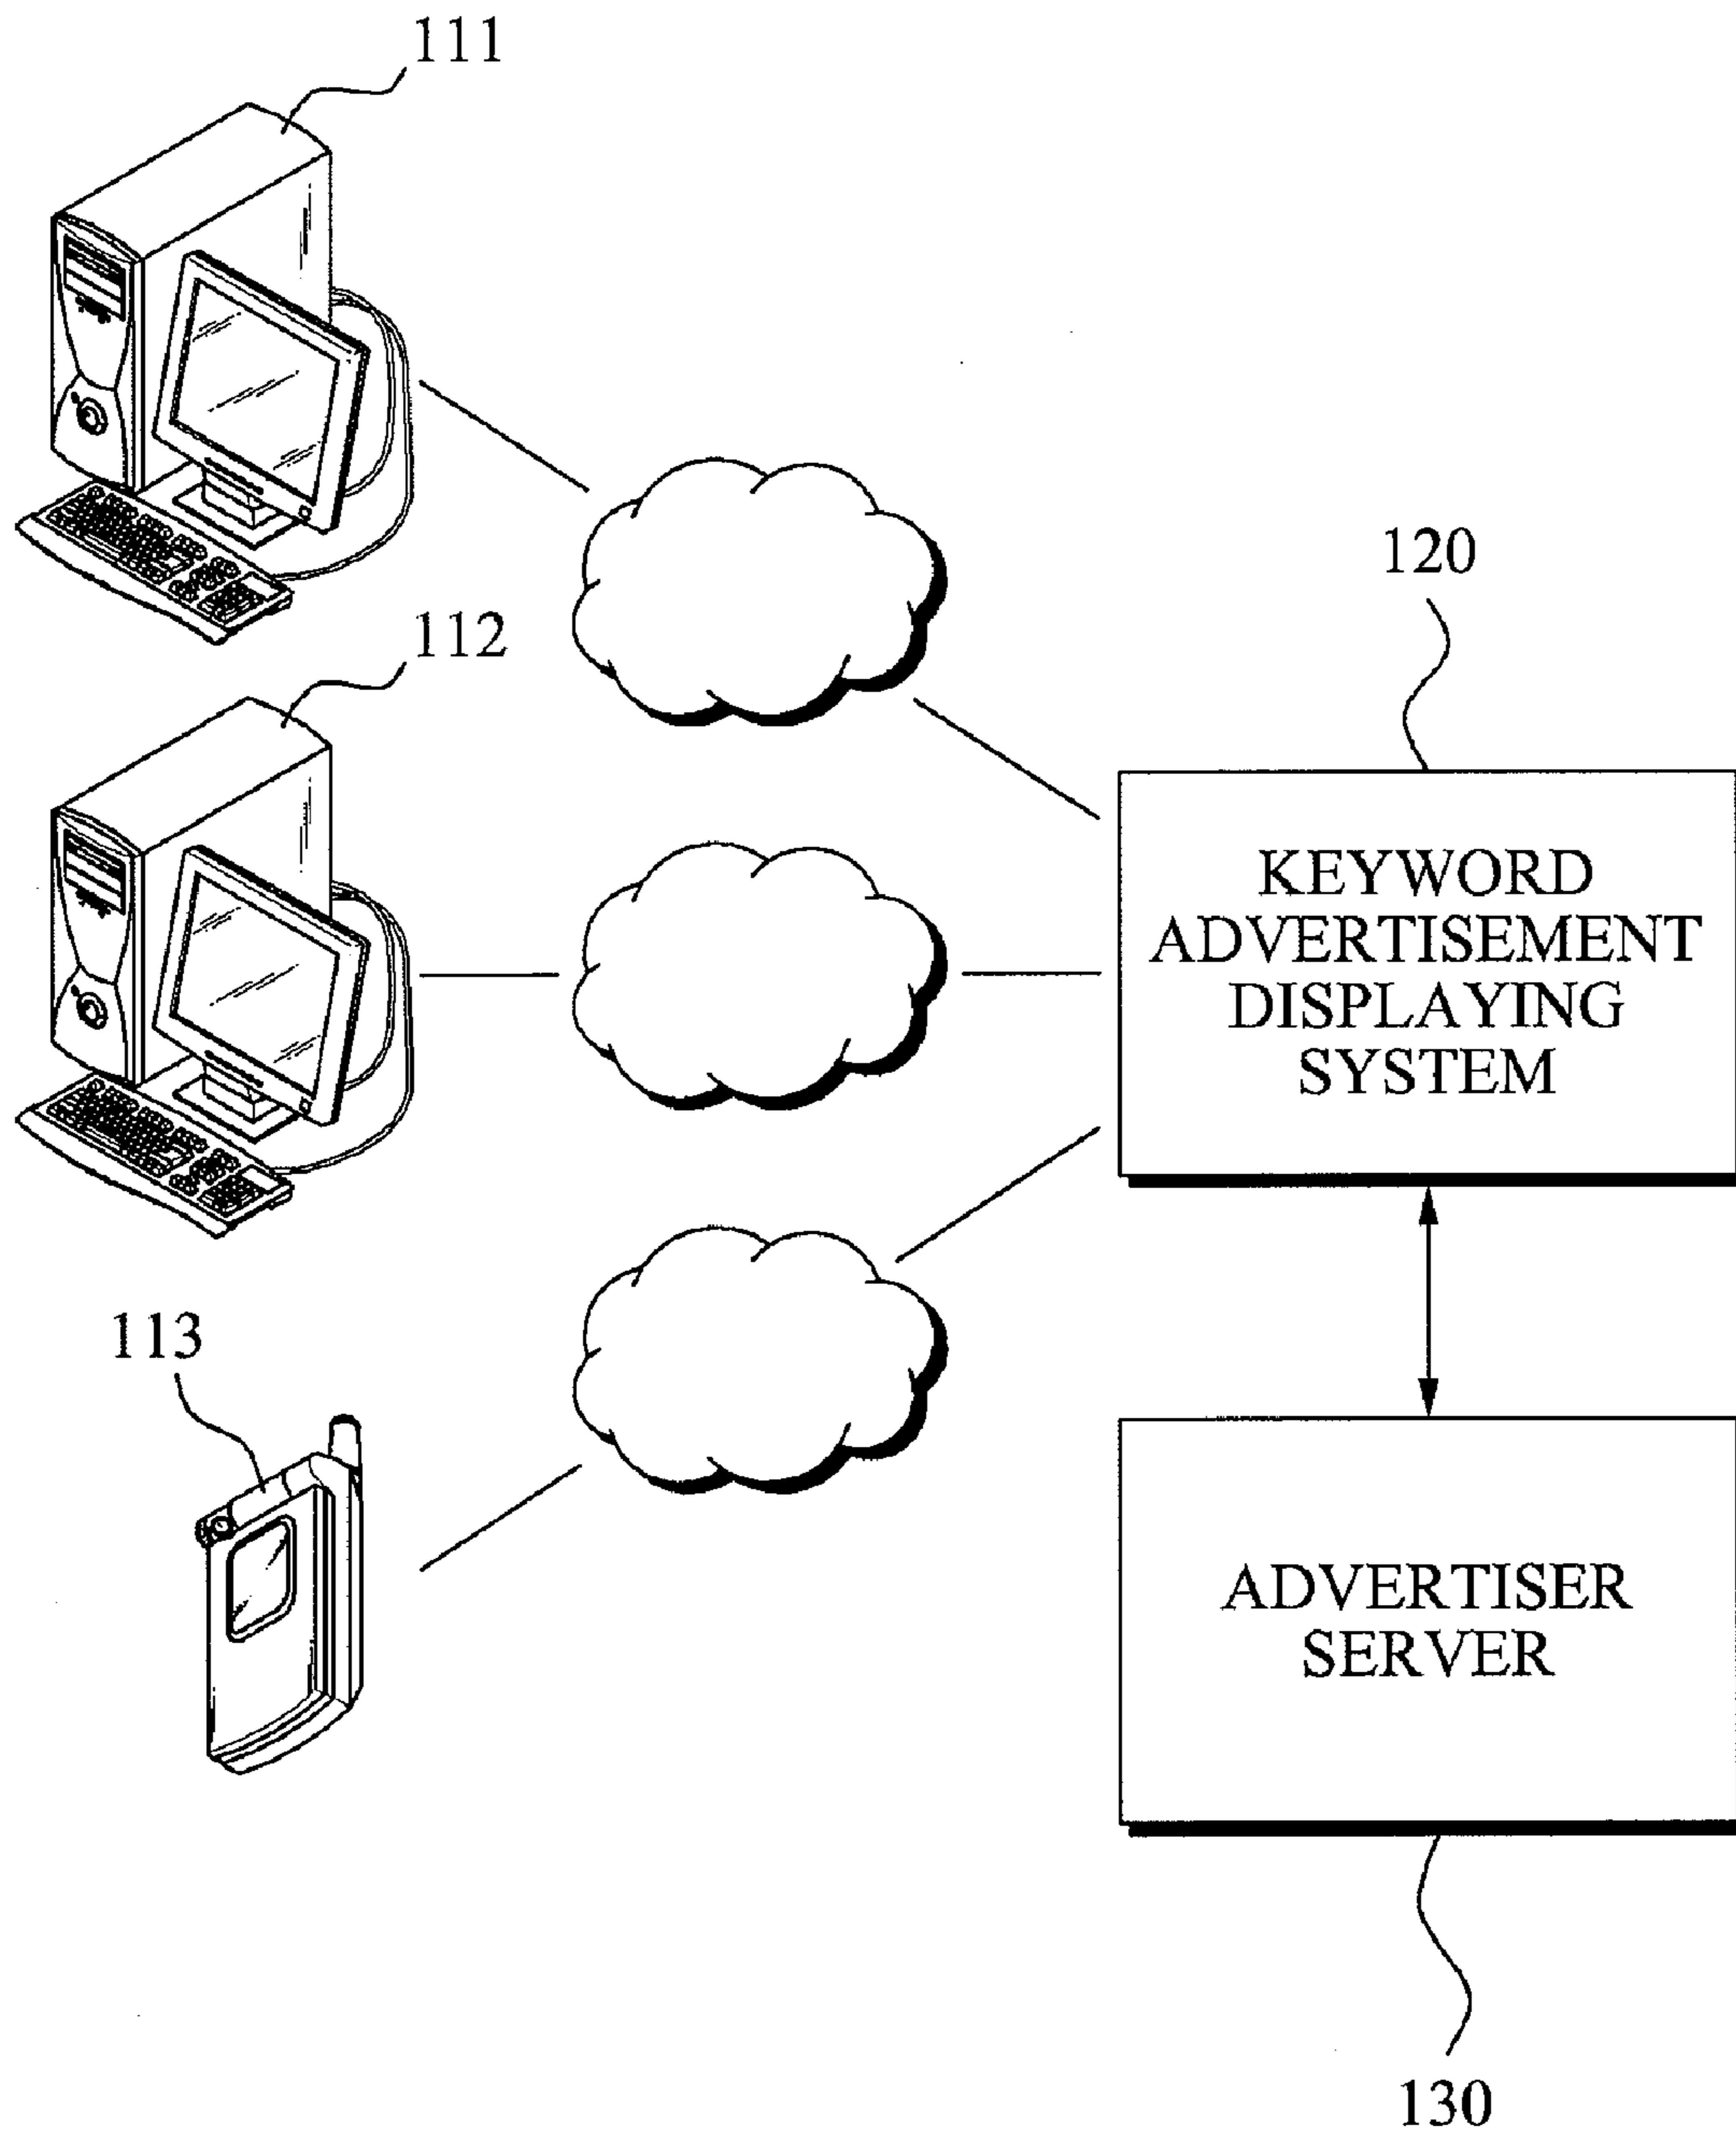 111
112
120
KEYWORD
ADVERTISEMENT
DISPLAYING
SYSTEM
113
ADVERTISER
SERVER
130